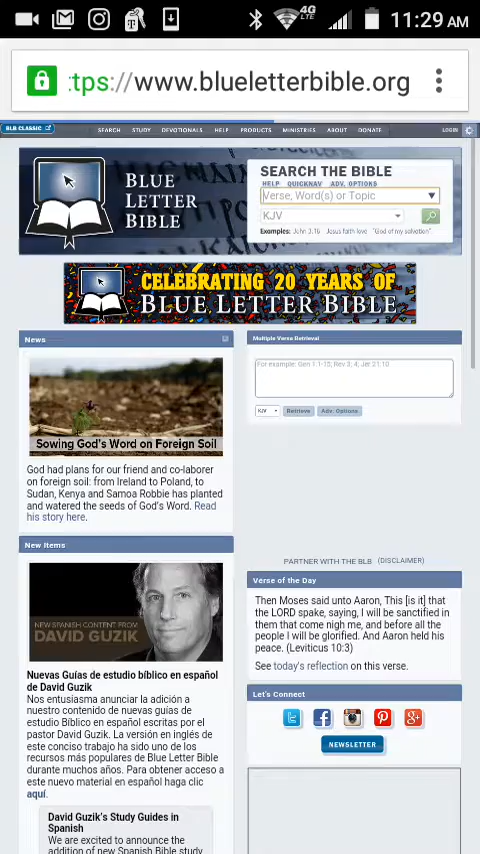 4G
LTE
11:29 AM
tps://www.blueletterbible.org
BLB CLASSIC
SEARCH STUDY DEVOTIONALS HELP PRODUCTS MINISTRIES ABOUT DONATE LOGIN
BLUE
LETTER
BIBLE
SEARCH THE BIBLE
HELP QUICKNAV ADV. OPTIONS
Verse, Word(s) or Topic
KJV
Examples: John 3:16 Jesus faith love "God of my salvation"
CELEBRATING 20 YEARS OF
BLUE LETTER BIBLE
News
Sowing God's Word on Foreign Soil
God had plans for our friend and co-laborer
on foreign soil: from Ireland to Poland, to
Sudan, Kenya and Samoa Robbie has planted
and watered the seeds of God's Word. Read
his story here.
New Items
NEW SPANISH CONTENT FROM
DAVID GUZIK
Nuevas Guías de estudio bíblico en español
de David Guzik
Nos entusiasma anunciar la adición a
nuestro contenido de nuevas guías de
estudio Bíblico en español escritas por el
pastor David Guzik. La versión en inglés de
este conciso trabajo ha sido uno de los
recursos más populares de Blue Letter Bible
durante muchos años. Para obtener acceso a
este nuevo material en español haga clic
aquí.
David Guzik's Study Guides in
Spanish
We are excited to announce the
addition of new Spanish Bible study
Multiple Verse Retrieval
For example: Gen 1:1-15; Rev 3; 4; Jer 21:10
KJV Retrieve Adv. Options
PARTNER WITH THE BLB (DISCLAIMER)
Verse of the Day
Then Moses said unto Aaron, This [is it] that
the LORD spake, saying, I will be sanctified in
them that come nigh me, and before all the
people I will be glorified. And Aaron held his
peace. (Leviticus 10:3)
See today's reflection on this verse.
Let's Connect
NEWSLETTER